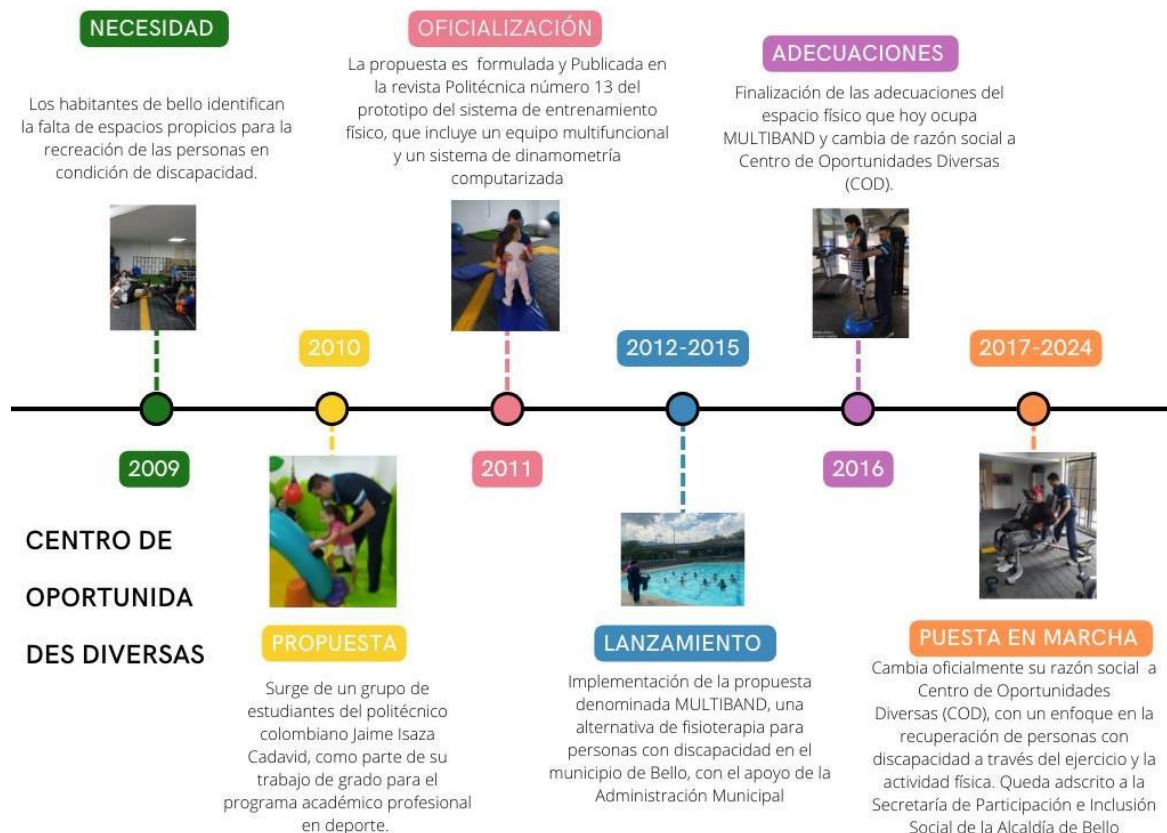 NECESIDAD
Los habitantes de bello identifican
la falta de espacios propicios para la
recreación de las personas en
condición de discapacidad.
OFICIALIZACIÓN
La propuesta es formulada y Publicada en
la revista Politécnica número 13 del
prototipo del sistema de entrenamiento
físico, que incluye un equipo multifuncional
y un sistema de dinamometría
computarizada
ADECUACIONES
Finalización de las adecuaciones del
espacio físico que hoy ocupa
MULTIBAND y cambia de razón social a
Centro de Oportunidades Diversas
(COD).
2010
2012-2015
2017-2024
2009
2011
2016
CENTRO DE
OPORTUNIDA
DES DIVERSAS
PROPUESTA
Surge de un grupo de
estudiantes del politécnico
colombiano Jaime Isaza
Cadavid, como parte de su
trabajo de grado para el
programa académico profesional
en deporte.
LANZAMIENTO
Implementación de la propuesta
denominada MULTIBAND, una
alternativa de fisioterapia para
personas con discapacidad en el
municipio de Bello, con el apoyo de la
Administración Municipal
PUESTA EN MARCHA
Cambia oficialmente su razón social a
Centro de Oportunidades
Diversas (COD), con un enfoque en la
recuperación de personas con
discapacidad a través del ejercicio y la
actividad física. Queda adscrito a la
Secretaría de Participación e Inclusión
Social de la Alcaldía de Bello